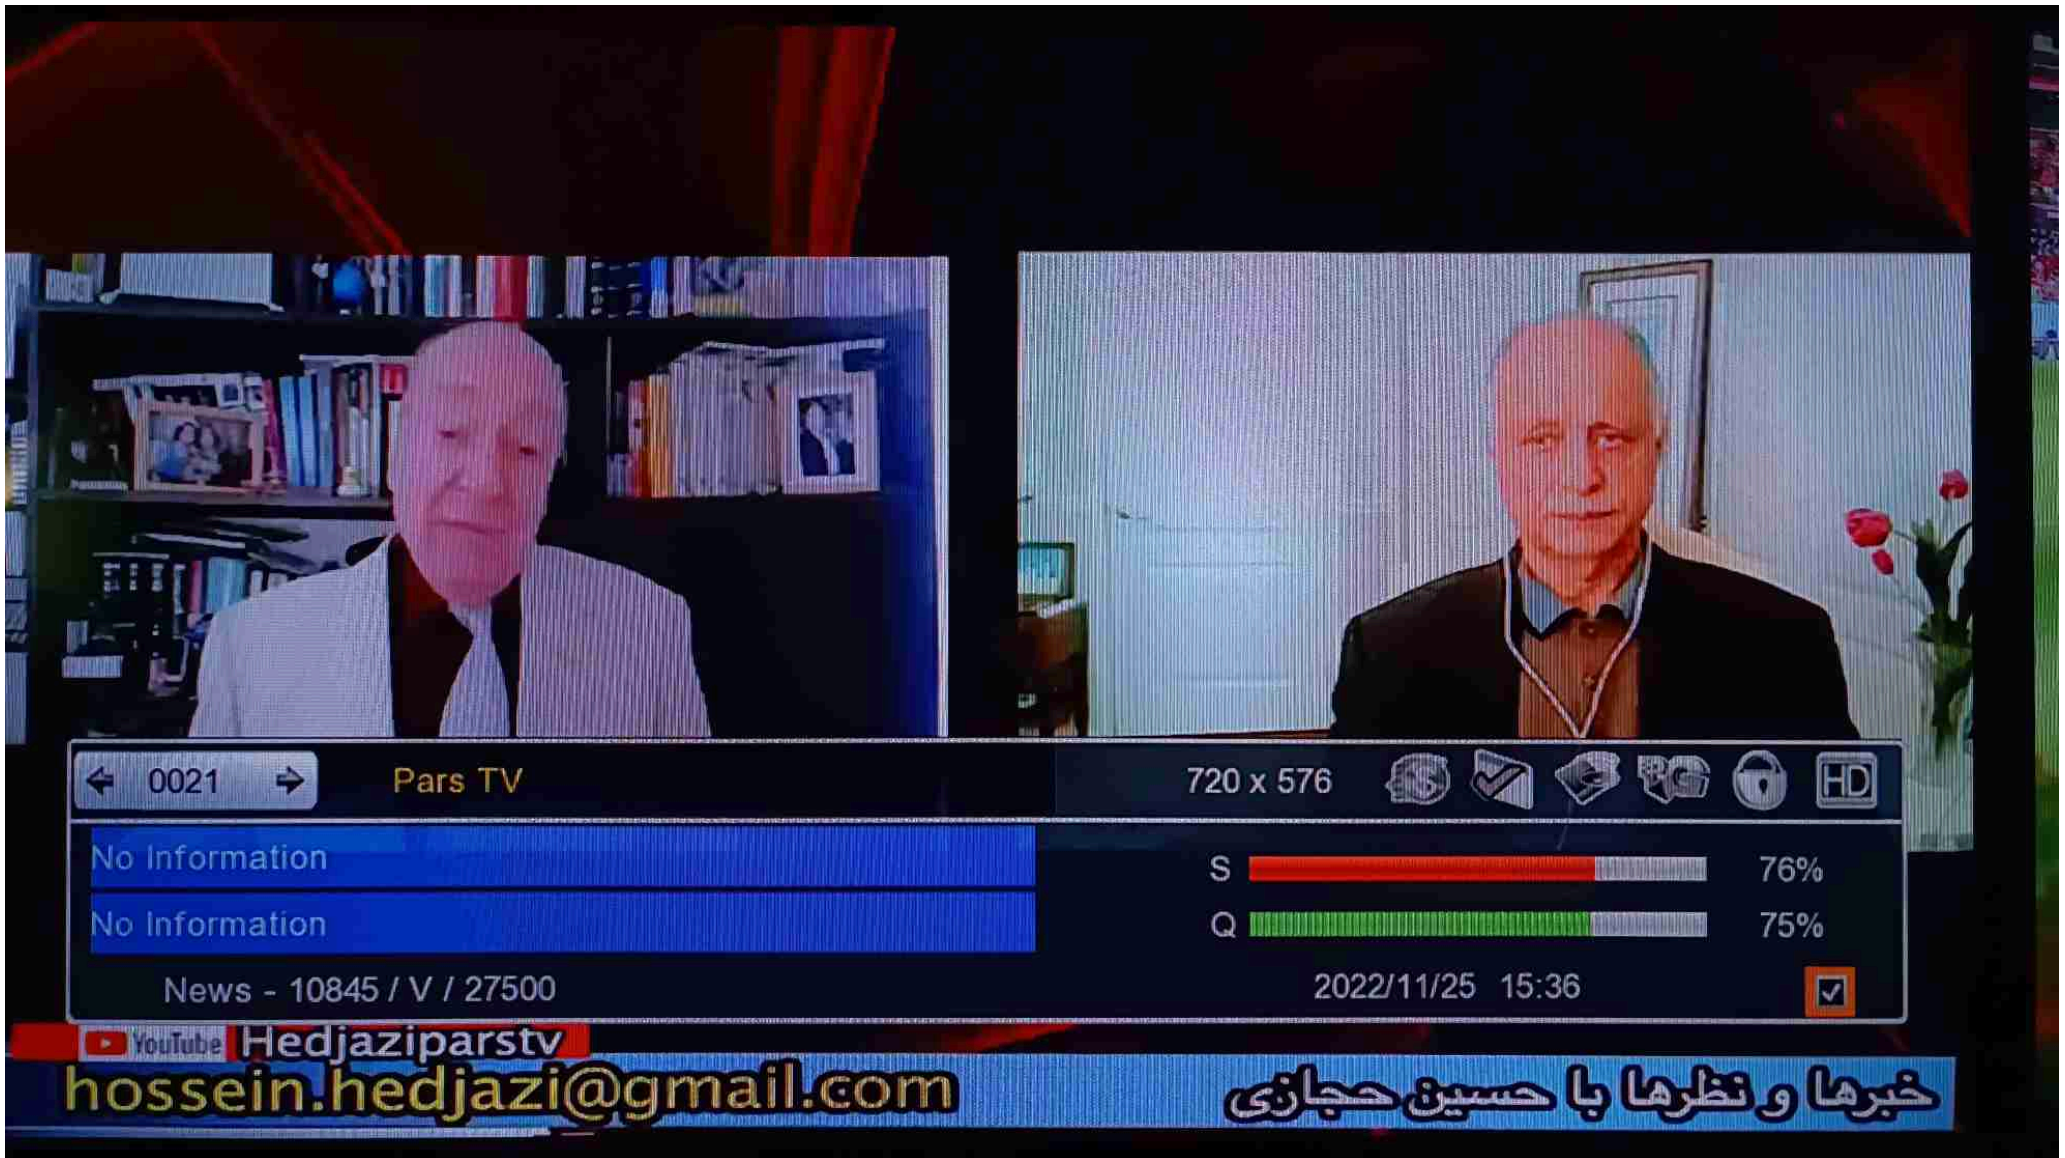 0021 Pars TV 720 x 576 HD
No Information
No Information
S 76%
Q 75%
News - 10845 / V / 27500 2022/11/25 15:36
YouTube Hedjaziparstv
hossein.hedjazi@gmail.com
خبرها و نظرها با حسین حجازی